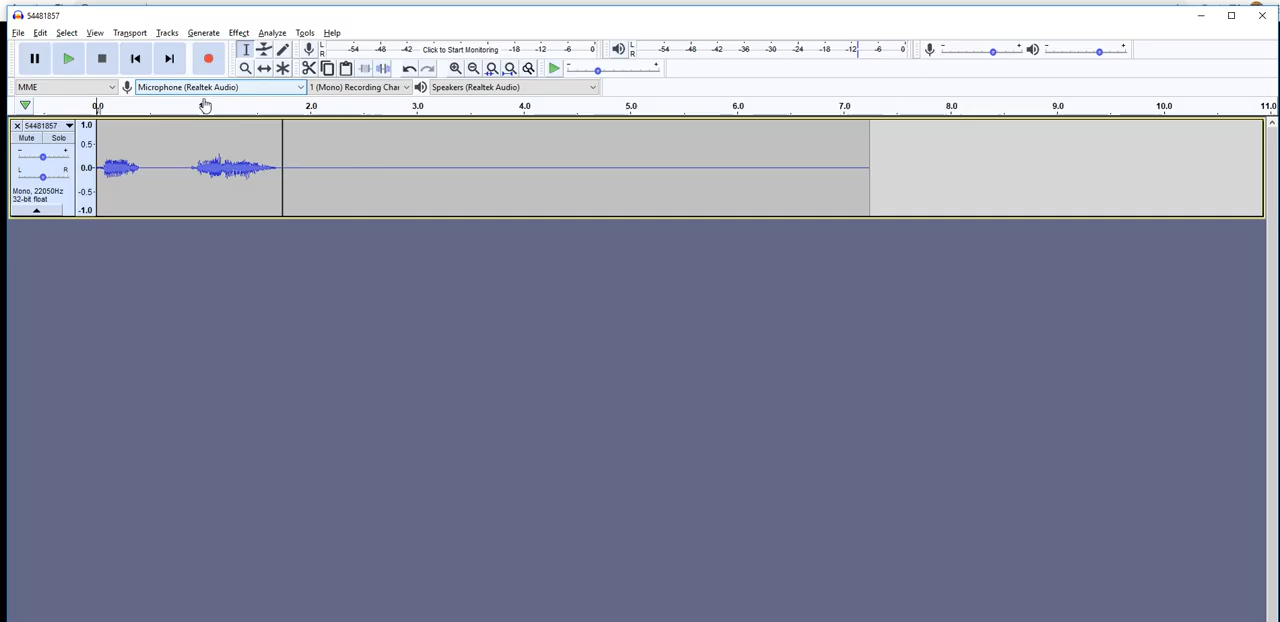 54481857
File Edit Select View Transport Tracks Generate Effect Analyze Tools Help
L R -54 -48 -42 Click to Start Monitoring -18 -12 -6 0 L R -54 -48 -42 -36 -30 -24 -18 -12 -6 0 - + - +
- +
MME Microphone (Realtek Audio) 1 (Mono) Recording Char Speakers (Realtek Audio)
0.0 2.0 3.0 4.0 5.0 6.0 7.0 8.0 9.0 10.0 11.0
54481857 1.0
Mute Solo
- + 0.5
L R 0.0
Mono, 22050Hz -0.5
32-bit float
-1.0